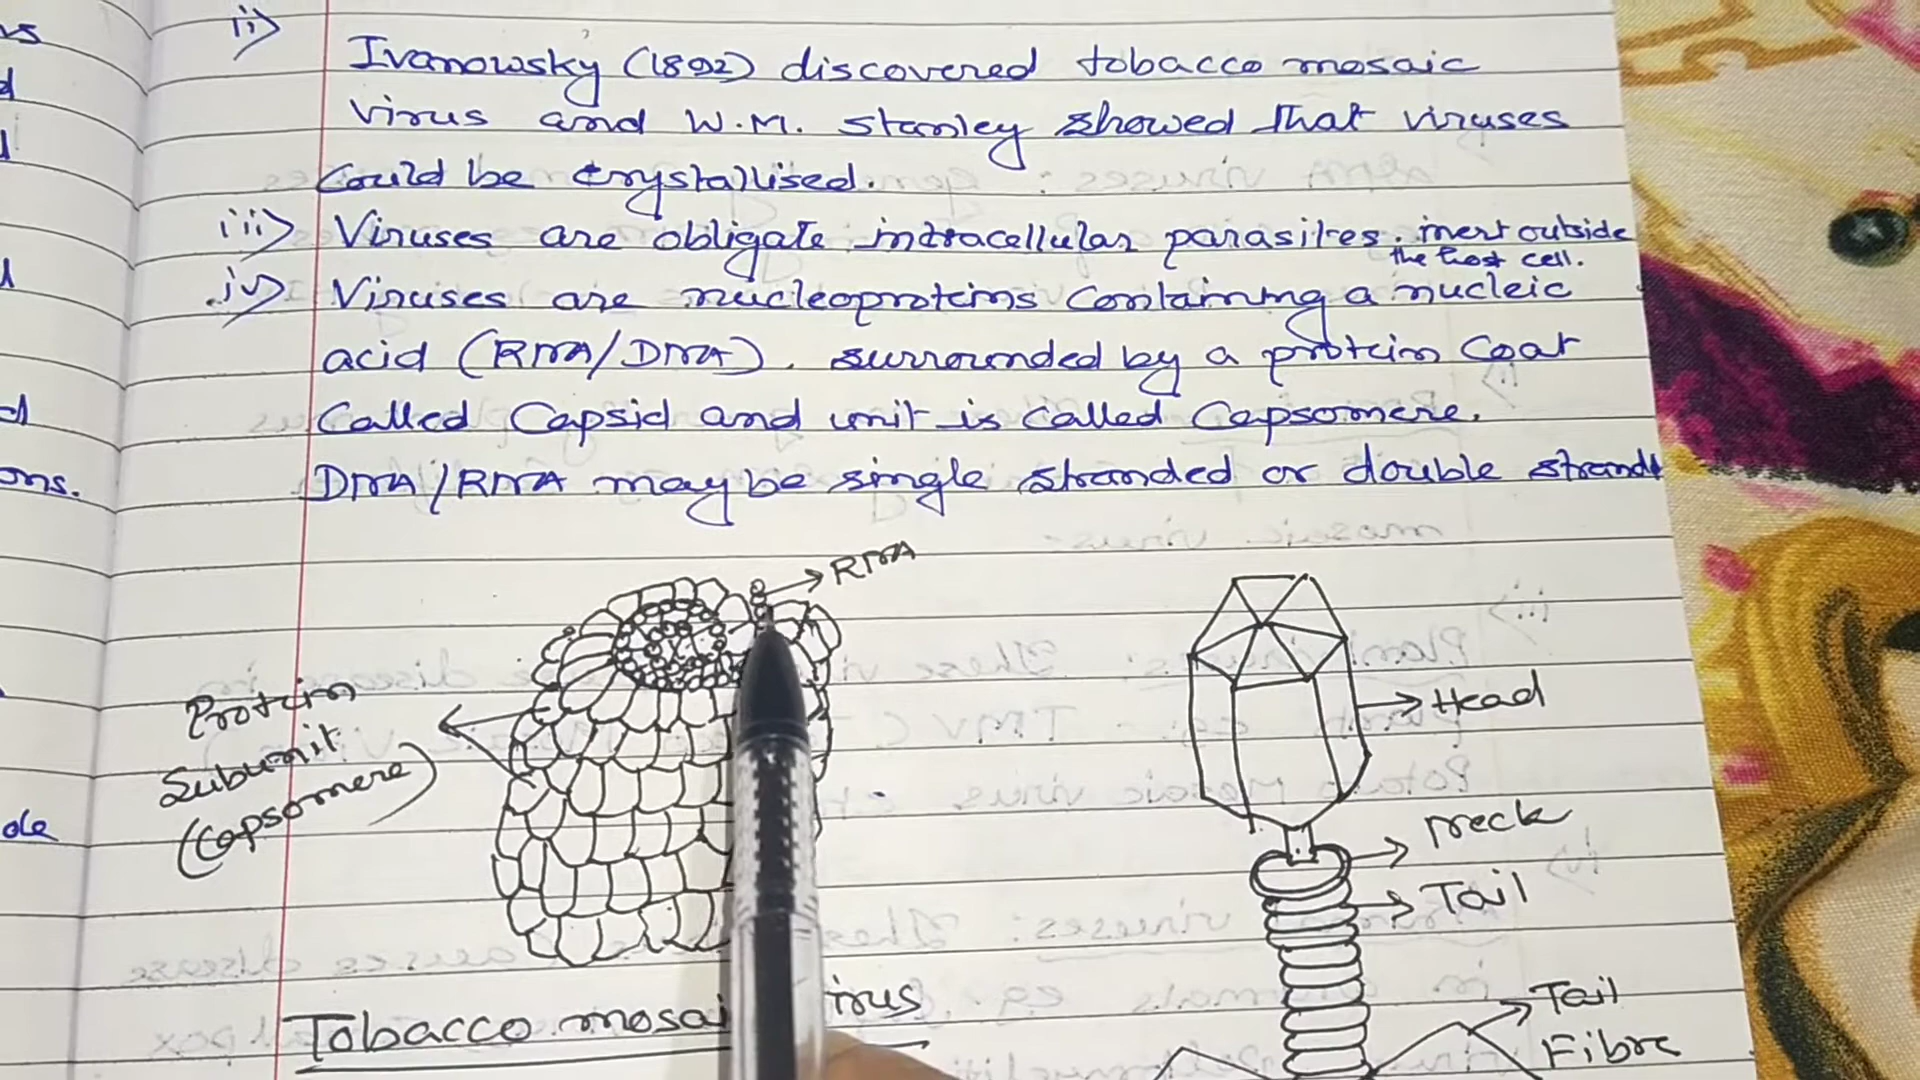 ii)
Ivanowsky (1892) discovered tobacco mosaic
virus and W.M. Stanley showed that viruses
could be crystallised.
iii) Viruses are obligate intracellular parasites. inert outside
the host cell.
iv) Viruses are nucleoproteins containing a nucleic
acid (RNA/DNA). surrounded by a protein coat
called Capsid and unit is called Capsomere.
DNA/RNA may be single stranded or double strand
RNA
Protein
Subunit
(Capsomere)
Head
Neck
Tail
Tail
Fibre
Tobacco mosai irus
ons.
de